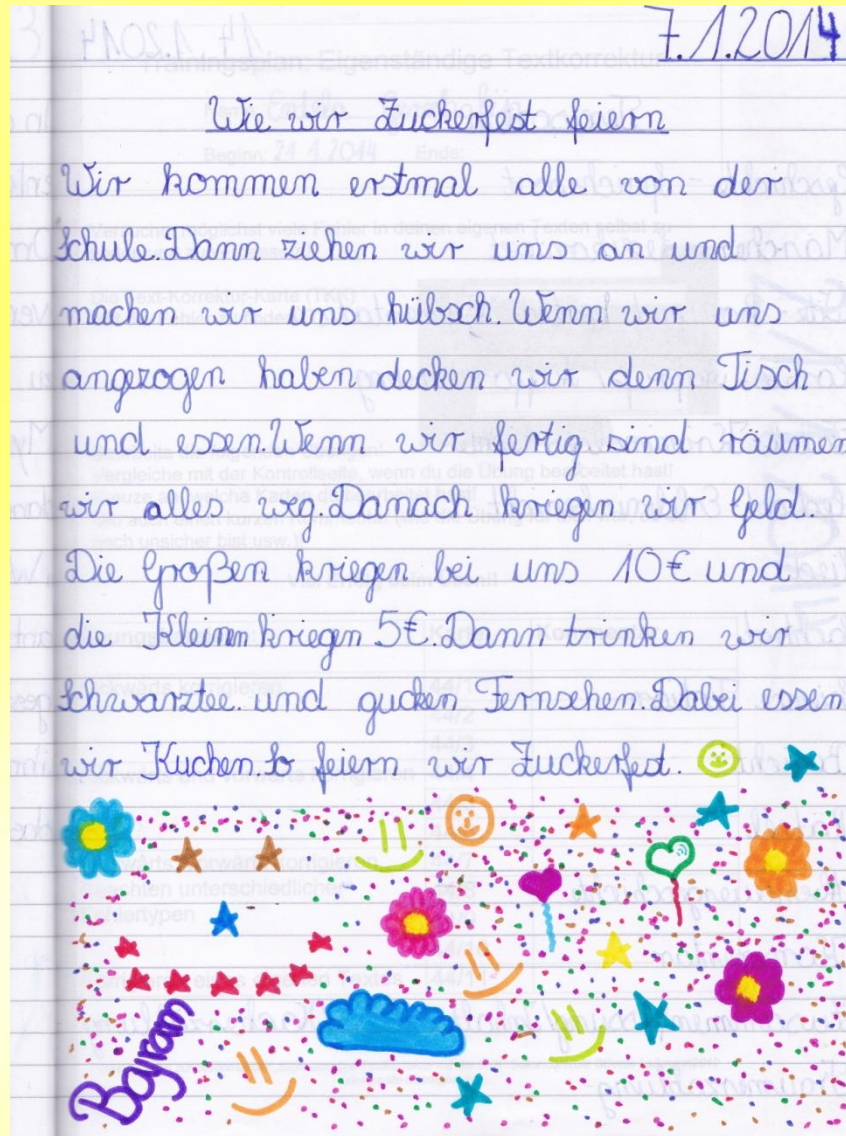 7.1.2014
Wie wir Zuckerfest feiern
Wir kommen erstmal alle von der
Schule. Dann ziehen wir uns an und
machen wir uns hübsch. Wenn wir uns
angezogen haben decken wir denn Tisch
und essen. Wenn wir fertig sind räumen
wir alles weg. Danach kriegen wir Geld.
Die Großen kriegen bei uns 10€ und
die Kleinen kriegen 5€. Dann trinken wir
Schwarztee. und gucken Fernsehen. Dabei essen
wir Kuchen. So feiern wir Zuckerfest.
Bayram